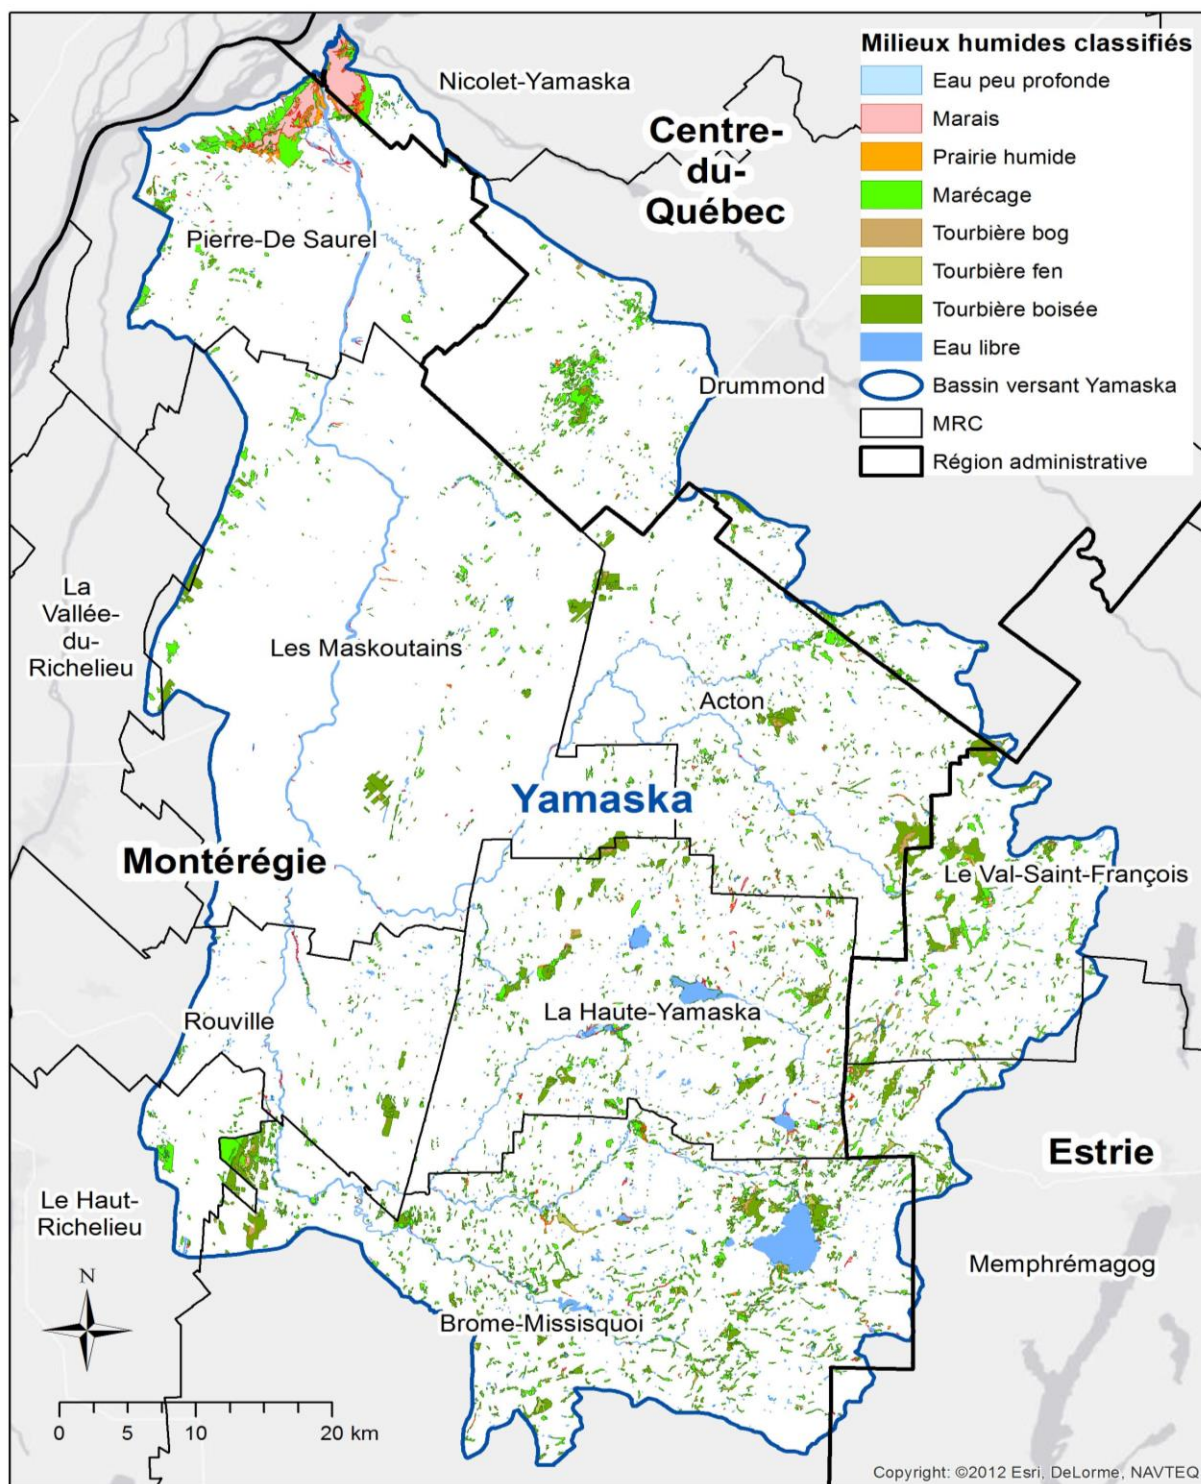 Milieux humides classifiés
Eau peu profonde
Marais
Prairie humide
Marécage
Tourbière bog
Tourbière fen
Tourbière boisée
Eau libre
Bassin versant Yamaska
MRC
Région administrative
Nicolet-Yamaska
Centre-
du-
Québec
Pierre-De Saurel
Drummond
La
Vallée-
du-
Richelieu
Les Maskoutains
Acton
Yamaska
Montérégie
Le Val-Saint-François
La Haute-Yamaska
Rouville
Estrie
Le Haut-
Richelieu
Memphrémagog
Brome-Missisquoi
N
0 5 10 20 km
Copyright: ©2012 Esri, DeLorme, NAVTEQ